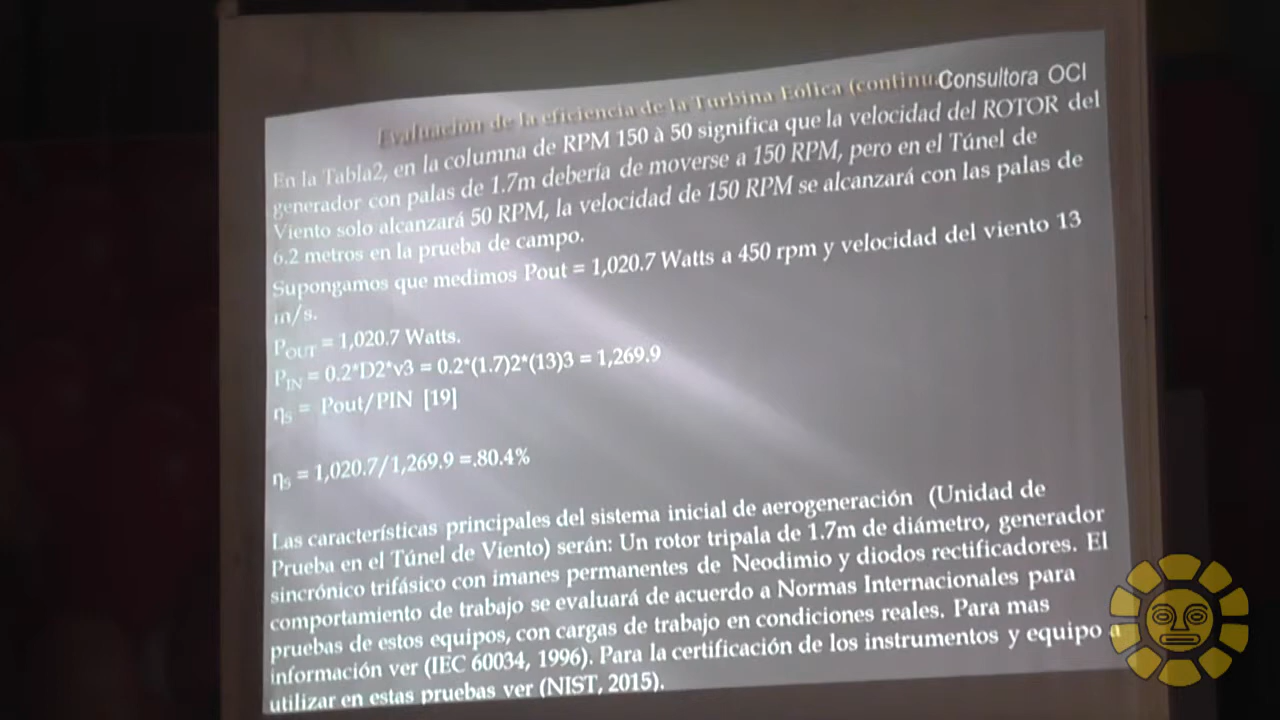 Evaluación de la eficiencia de la Turbina Eólica (continu
Consultora OCI
En la Tabla2, en la columna de RPM 150 à 50 significa que la velocidad del ROTOR del
generador con palas de 1.7m debería de moverse a 150 RPM, pero en el Túnel de
Viento solo alcanzará 50 RPM, la velocidad de 150 RPM se alcanzará con las palas de
6.2 metros en la prueba de campo.
Supongamos que medimos Pout = 1,020.7 Watts a 450 rpm y velocidad del viento 13
m/s.
POUT = 1,020.7 Watts.
PIN = 0.2*D2*v3 = 0.2*(1.7)2*(13)3 = 1,269.9
ηS = Pout/PIN [19]
ηS = 1,020.7/1,269.9 =.80.4%
Las características principales del sistema inicial de aerogeneración (Unidad de
Prueba en el Túnel de Viento) serán: Un rotor tripala de 1.7m de diámetro, generador
sincrónico trifásico con imanes permanentes de Neodimio y diodos rectificadores. El
comportamiento de trabajo se evaluará de acuerdo a Normas Internacionales para
pruebas de estos equipos, con cargas de trabajo en condiciones reales. Para mas
información ver (IEC 60034, 1996). Para la certificación de los instrumentos y equipo a
utilizar en estas pruebas ver (NIST, 2015).